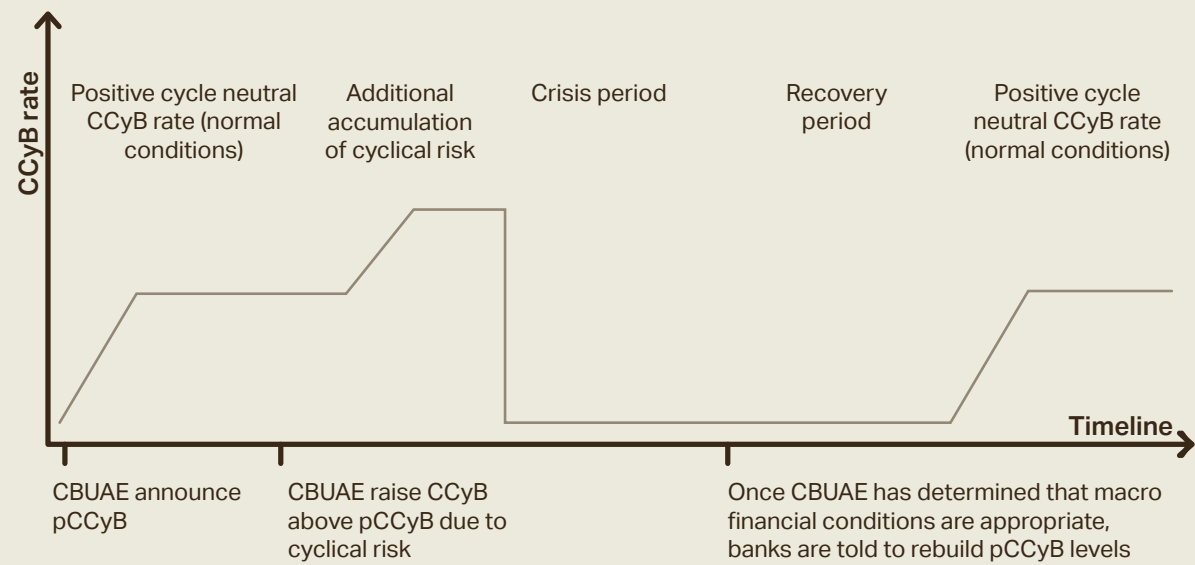 CCyB rate
Positive cycle neutral
CCyB rate (normal
conditions)
Additional
accumulation
of cyclical risk
Crisis period
Recovery
period
Positive cycle
neutral CCyB rate
(normal conditions)
Timeline
CBUAE announce
pCCyB
CBUAE raise CCyB
above pCCyB due to
cyclical risk
Once CBUAE has determined that macro
financial conditions are appropriate,
banks are told to rebuild pCCyB levels